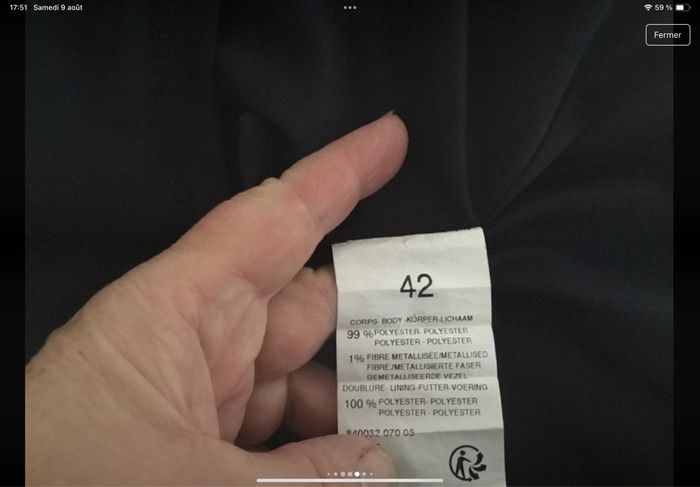 17:51 Samedi 9 août
59 %
Fermer
42
CORPS- BODY -KÖRPER-LICHAAM
99 % POLYESTER- POLYESTER
POLYESTER - POLYESTER
1% FIBRE METALLISÉE/METALLISED
FIBRE/METALLISIERTE FASER
GEMETALLISEERDE VEZEL
DOUBLURE- LINING-FUTTER-VOERING
100 % POLYESTER- POLYESTER
POLYESTER - POLYESTER
840032 070 05